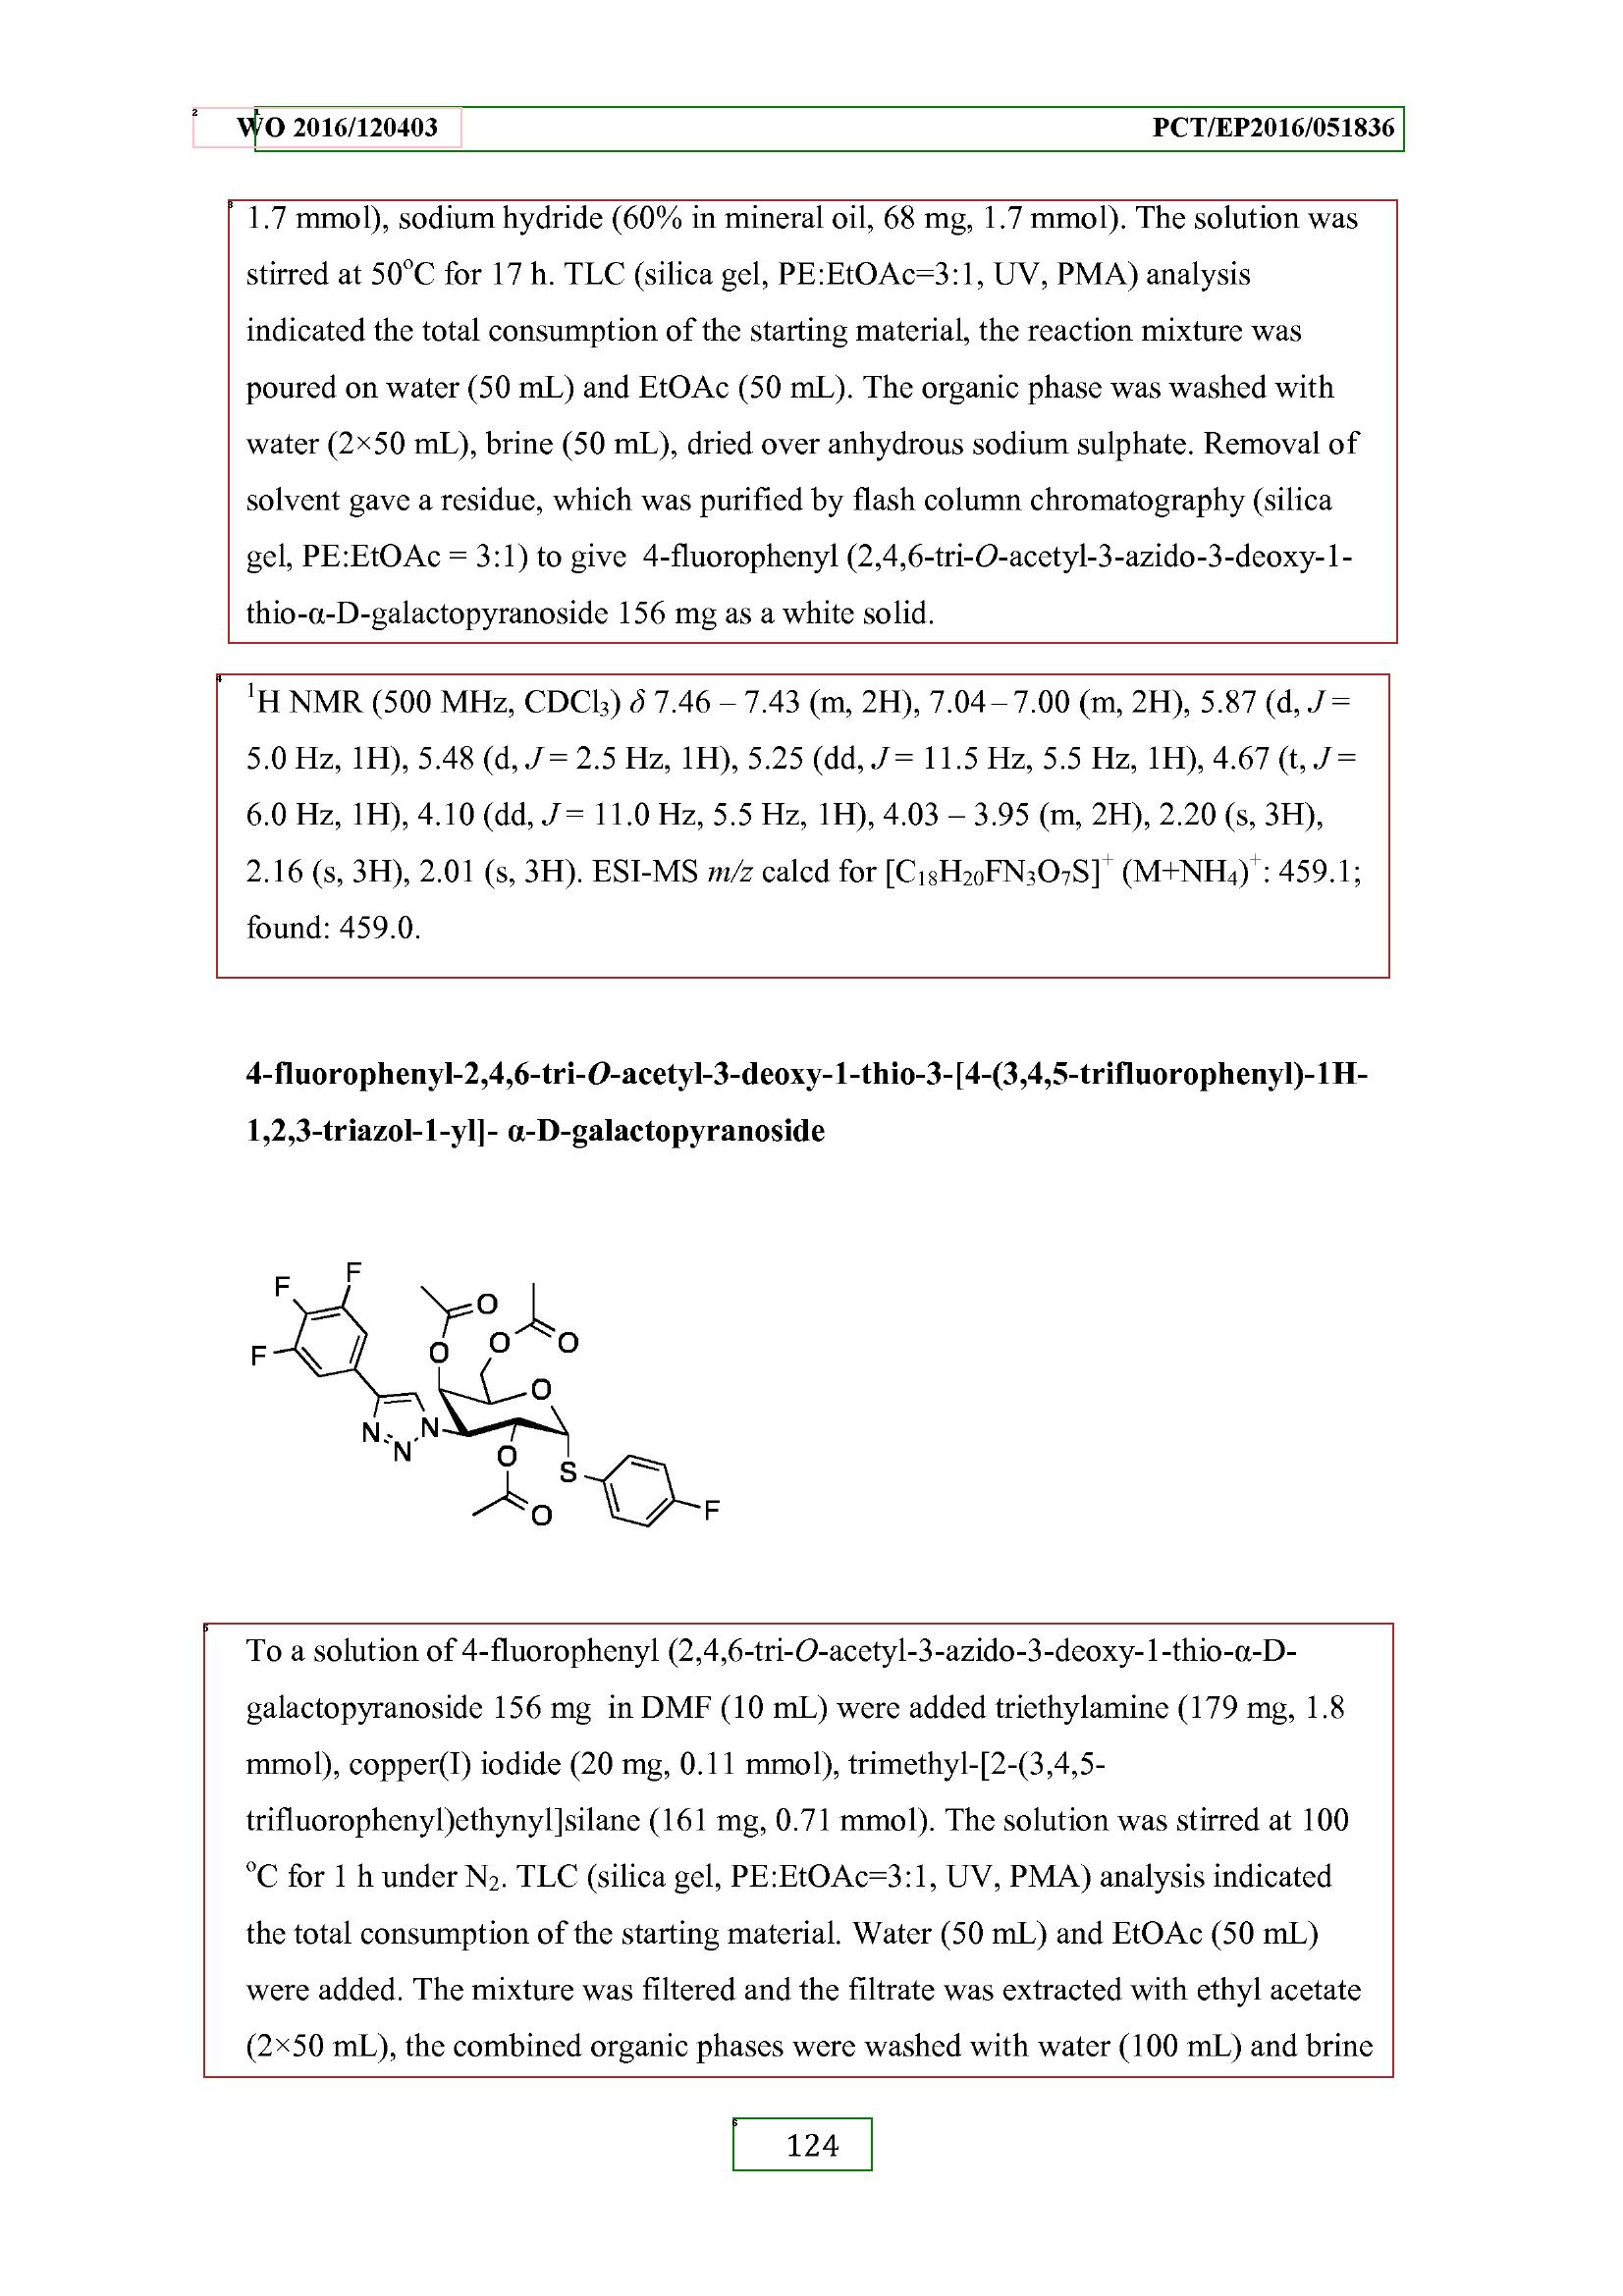 WO 2016/120403 PCT/EP2016/051836
1.7 mmol), sodium hydride (60% in mineral oil, 68 mg, 1.7 mmol). The solution was
stirred at 50°C for 17 h. TLC (silica gel, PE:EtOAc=3:1, UV, PMA) analysis
indicated the total consumption of the starting material, the reaction mixture was
poured on water (50 mL) and EtOAc (50 mL). The organic phase was washed with
water (2×50 mL), brine (50 mL), dried over anhydrous sodium sulphate. Removal of
solvent gave a residue, which was purified by flash column chromatography (silica
gel, PE:EtOAc = 3:1) to give 4-fluorophenyl (2,4,6-tri-O-acetyl-3-azido-3-deoxy-1-
thio-α-D-galactopyranoside 156 mg as a white solid.
¹H NMR (500 MHz, CDCl₃) δ 7.46 – 7.43 (m, 2H), 7.04 – 7.00 (m, 2H), 5.87 (d, J =
5.0 Hz, 1H), 5.48 (d, J = 2.5 Hz, 1H), 5.25 (dd, J = 11.5 Hz, 5.5 Hz, 1H), 4.67 (t, J =
6.0 Hz, 1H), 4.10 (dd, J = 11.0 Hz, 5.5 Hz, 1H), 4.03 – 3.95 (m, 2H), 2.20 (s, 3H),
2.16 (s, 3H), 2.01 (s, 3H). ESI-MS m/z calcd for [C₁₈H₂₀FN₃O₇S]⁺ (M+NH₄)⁺: 459.1;
found: 459.0.
4-fluorophenyl-2,4,6-tri-O-acetyl-3-deoxy-1-thio-3-[4-(3,4,5-trifluorophenyl)-1H-
1,2,3-triazol-1-yl]- α-D-galactopyranoside
F F
O
F O O O
O
N N N
O S
O F
To a solution of 4-fluorophenyl (2,4,6-tri-O-acetyl-3-azido-3-deoxy-1-thio-α-D-
galactopyranoside 156 mg in DMF (10 mL) were added triethylamine (179 mg, 1.8
mmol), copper(I) iodide (20 mg, 0.11 mmol), trimethyl-[2-(3,4,5-
trifluorophenyl)ethynyl]silane (161 mg, 0.71 mmol). The solution was stirred at 100
°C for 1 h under N₂. TLC (silica gel, PE:EtOAc=3:1, UV, PMA) analysis indicated
the total consumption of the starting material. Water (50 mL) and EtOAc (50 mL)
were added. The mixture was filtered and the filtrate was extracted with ethyl acetate
(2×50 mL), the combined organic phases were washed with water (100 mL) and brine
124